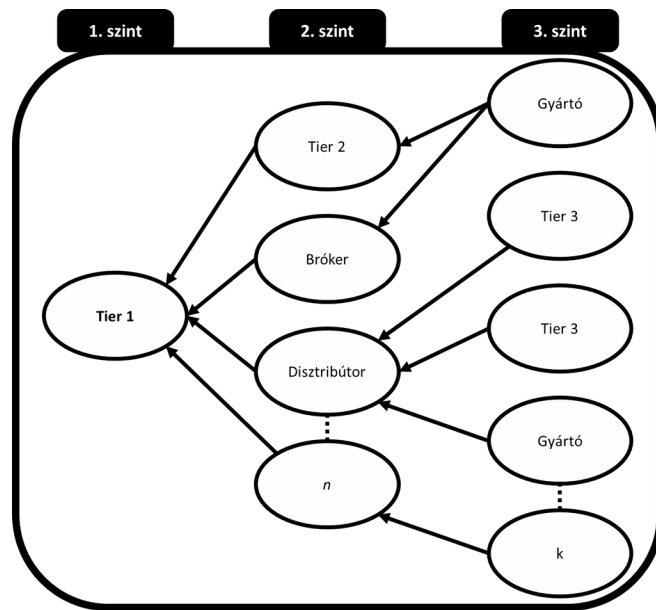 1. szint
2. szint
3. szint
Gyártó
Tier 2
Tier 3
Bróker
Tier 1
Tier 3
Disztribútor
Gyártó
n
k